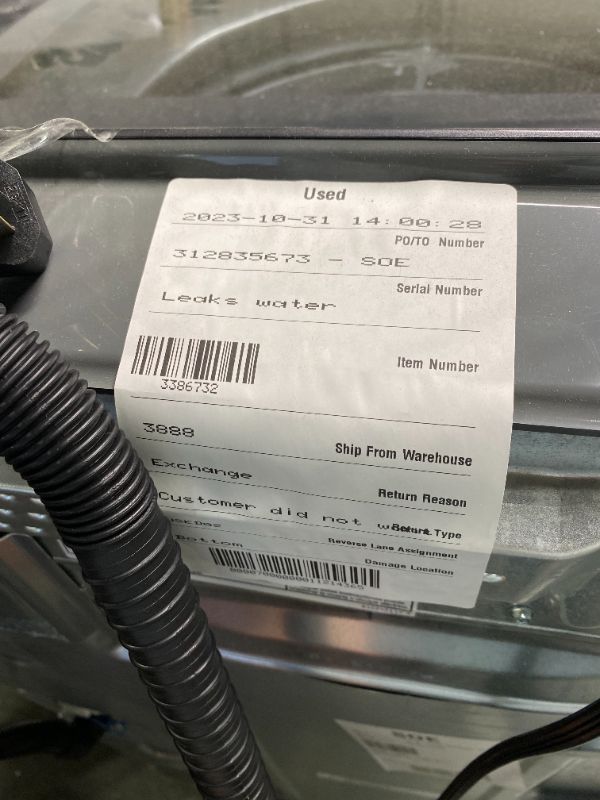 Used
2023-10-31 14:00:28
PO/TO Number
312835673 - SOE
Serial Number
Leaks water
Item Number
3386732
3888
Ship From Warehouse
Exchange
Return Reason
Customer did not
Type
Reverse Lane Assignment
Bottom
Damage Location
SOE